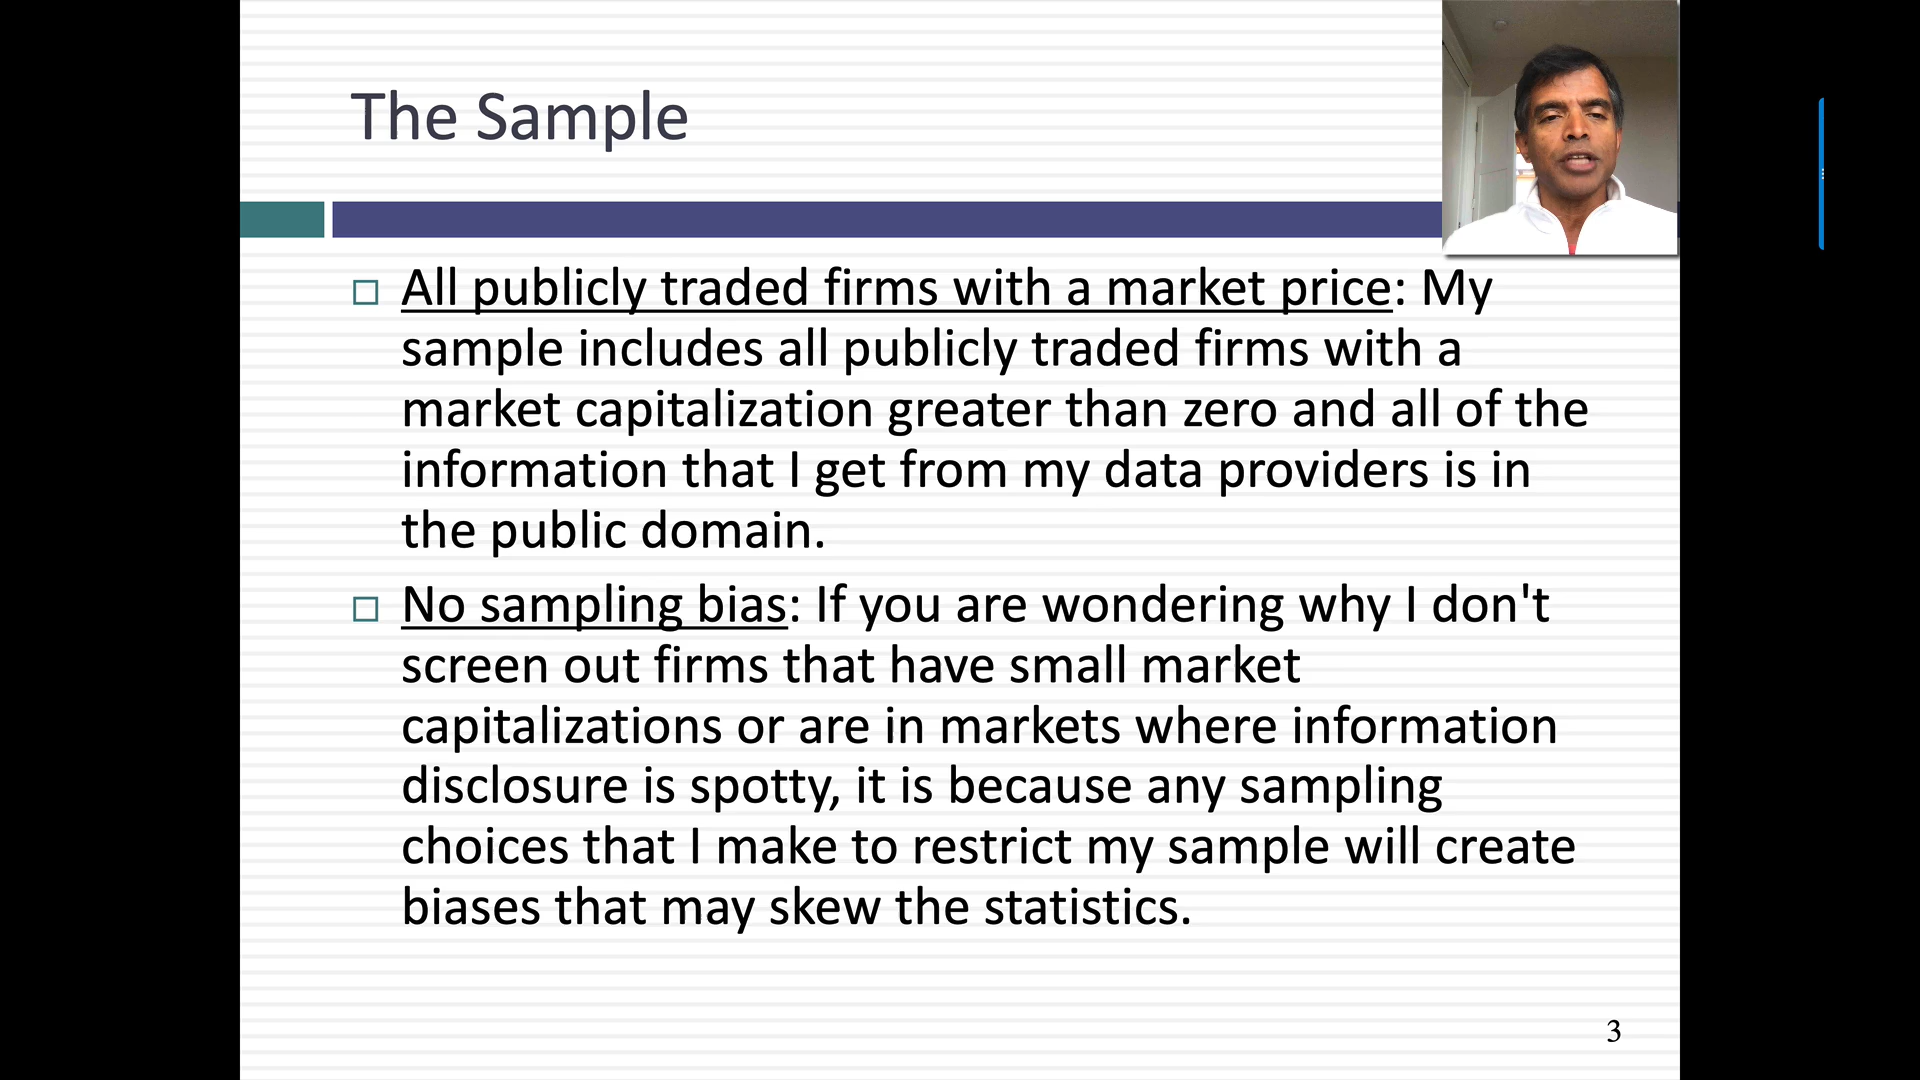 The Sample
All publicly traded firms with a market price: My
sample includes all publicly traded firms with a
market capitalization greater than zero and all of the
information that I get from my data providers is in
the public domain.
No sampling bias: If you are wondering why I don't
screen out firms that have small market
capitalizations or are in markets where information
disclosure is spotty, it is because any sampling
choices that I make to restrict my sample will create
biases that may skew the statistics.
3